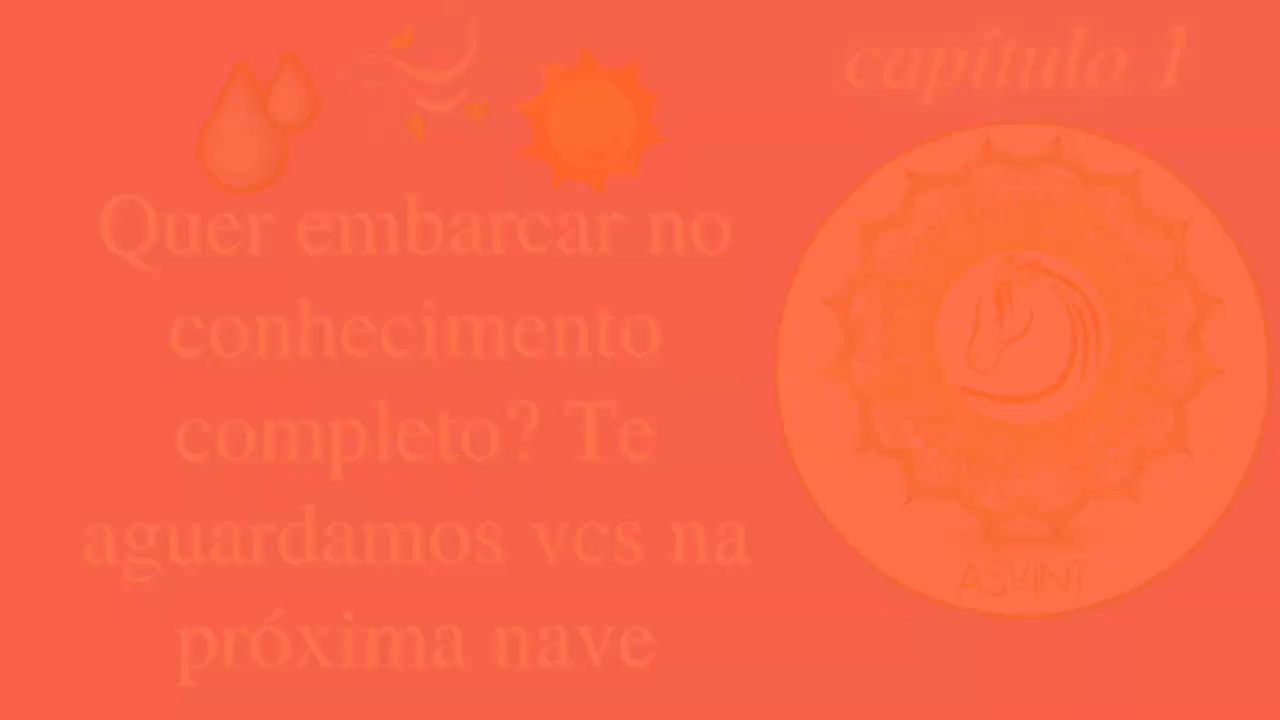 capítulo 1
Quer embarcar no
conhecimento
completo? Te
aguardamos vcs na
próxima nave
ASVINI